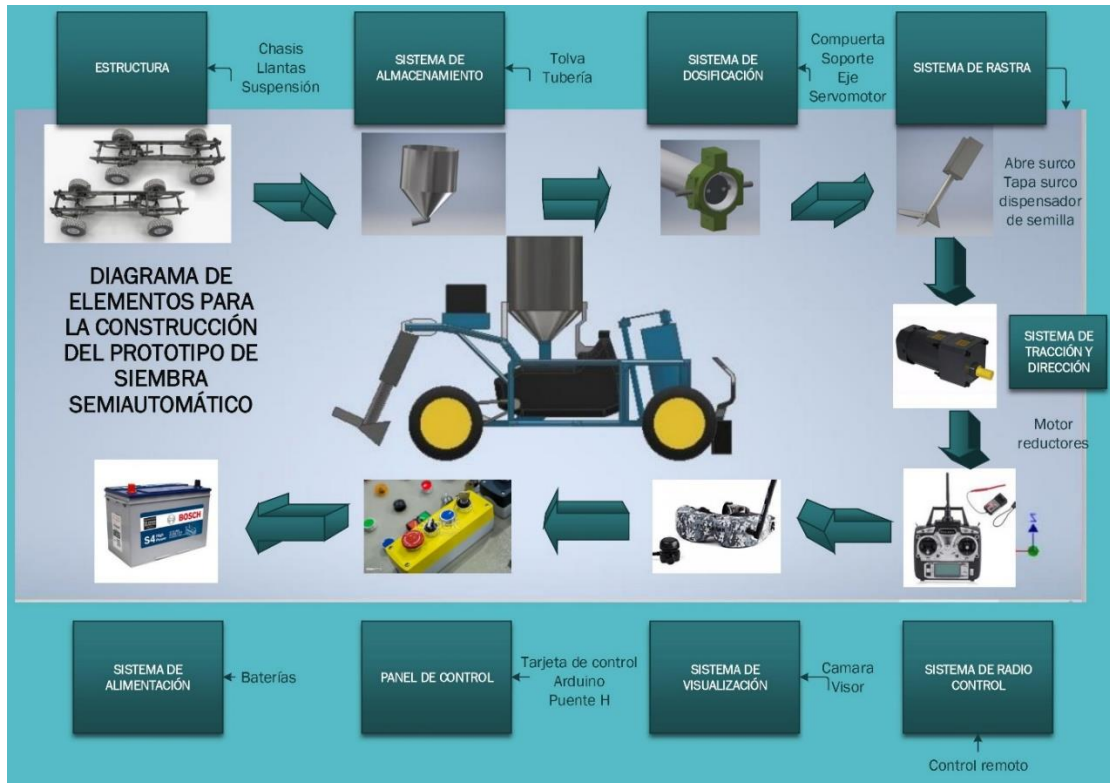 ESTRUCTURA
Chasis
Llantas
Suspensión
SISTEMA DE
ALMACENAMIENTO
Tolva
Tubería
SISTEMA DE
DOSIFICACIÓN
Compuerta
Soporte
Eje
Servomotor
SISTEMA DE RASTRA
Abre surco
Tapa surco
dispensador
de semilla
DIAGRAMA DE
ELEMENTOS PARA
LA CONSTRUCCIÓN
DEL PROTOTIPO DE
SIEMBRA
SEMIAUTOMÁTICO
SISTEMA DE
TRACCIÓN Y
DIRECCIÓN
Motor
reductores
BOSCH
S4
Z
SISTEMA DE
ALIMENTACIÓN
Baterías
PANEL DE CONTROL
Tarjeta de control
Arduino
Puente H
SISTEMA DE
VISUALIZACIÓN
Camara
Visor
SISTEMA DE RADIO
CONTROL
Control remoto